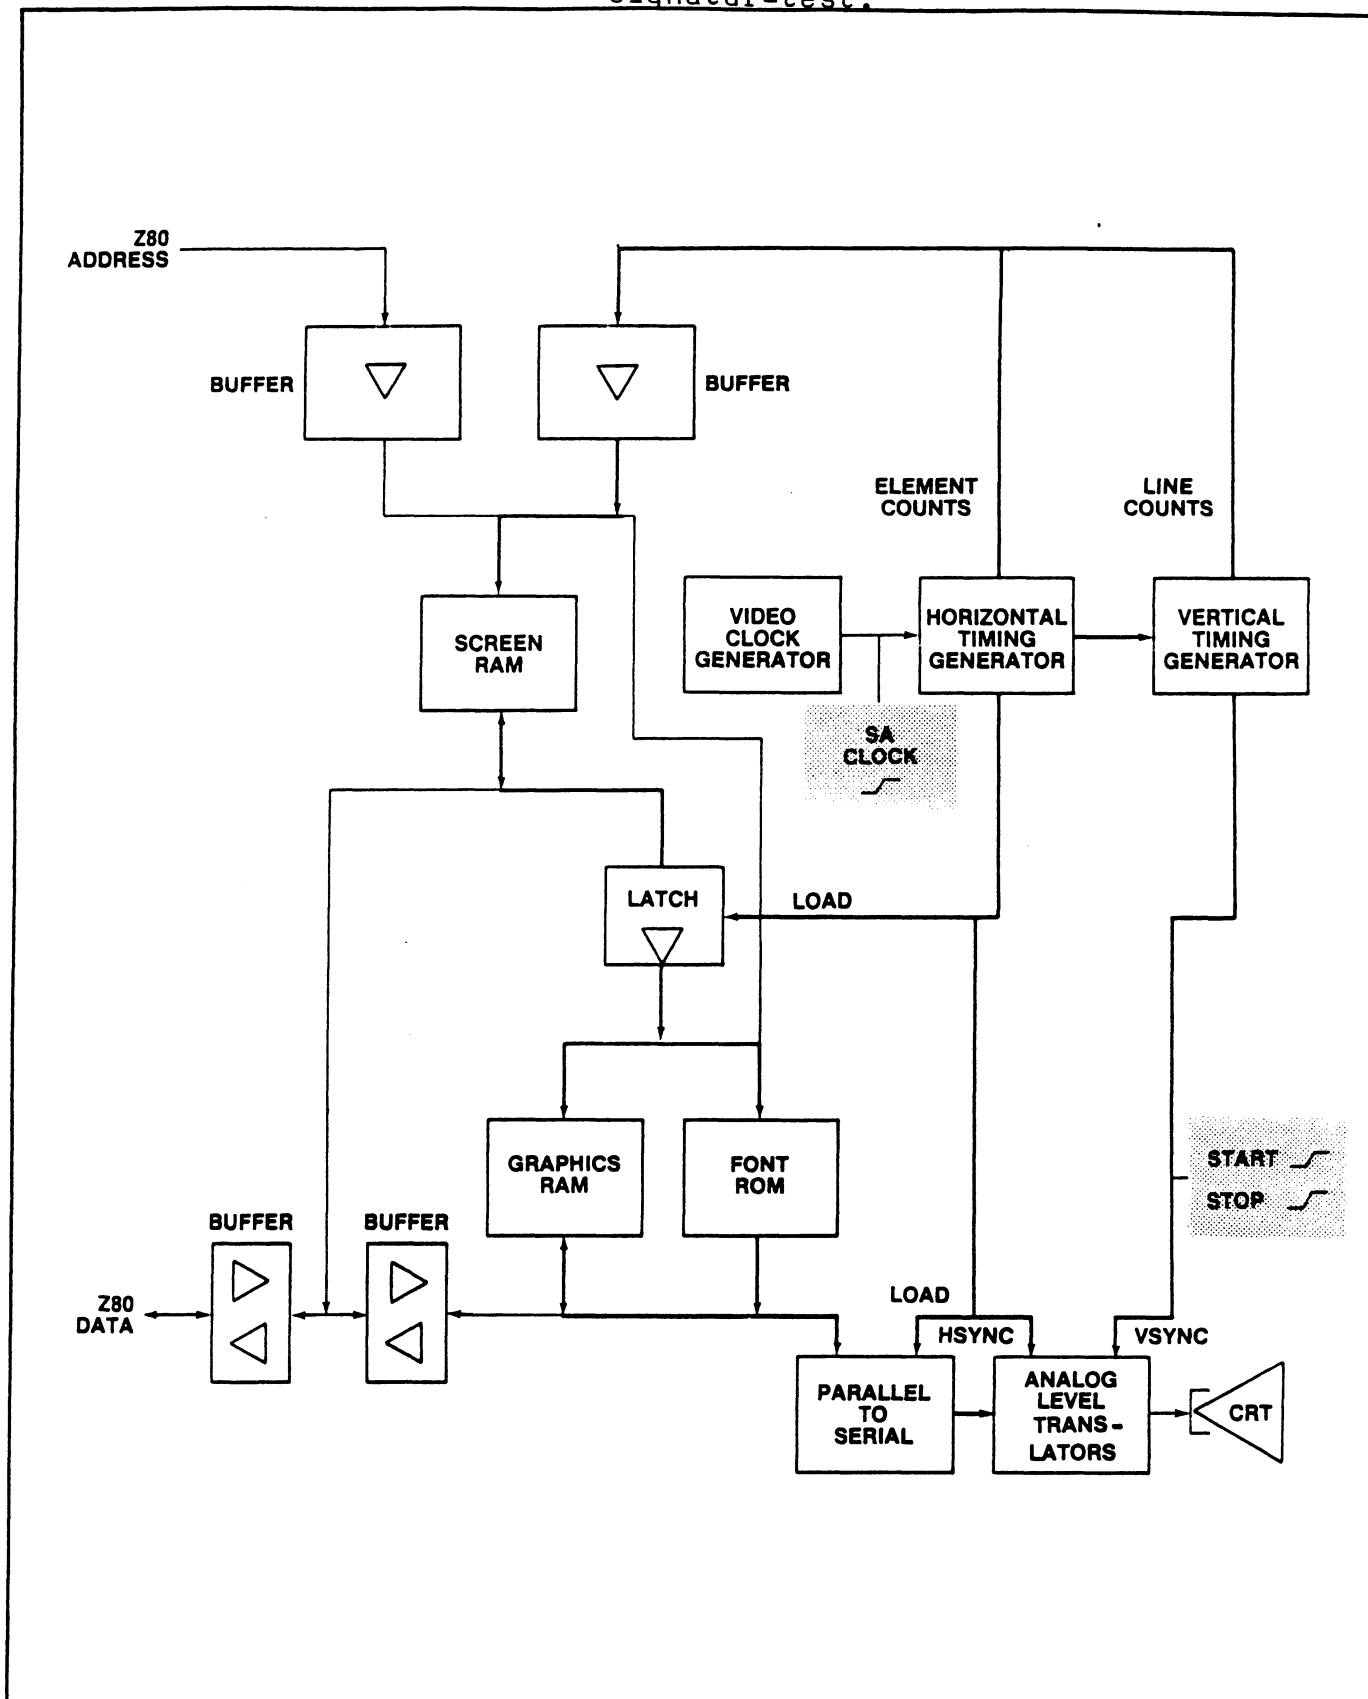 signatur-test.
Z80
ADDRESS
BUFFER
BUFFER
ELEMENT
COUNTS
LINE
COUNTS
VIDEO
CLOCK
GENERATOR
HORIZONTAL
TIMING
GENERATOR
VERTICAL
TIMING
GENERATOR
SCREEN
RAM
SA
CLOCK
LATCH
LOAD
GRAPHICS
RAM
FONT
ROM
START
STOP
BUFFER
BUFFER
Z80
DATA
LOAD
HSYNC
VSYNC
PARALLEL
TO
SERIAL
ANALOG
LEVEL
TRANS-
LATORS
CRT